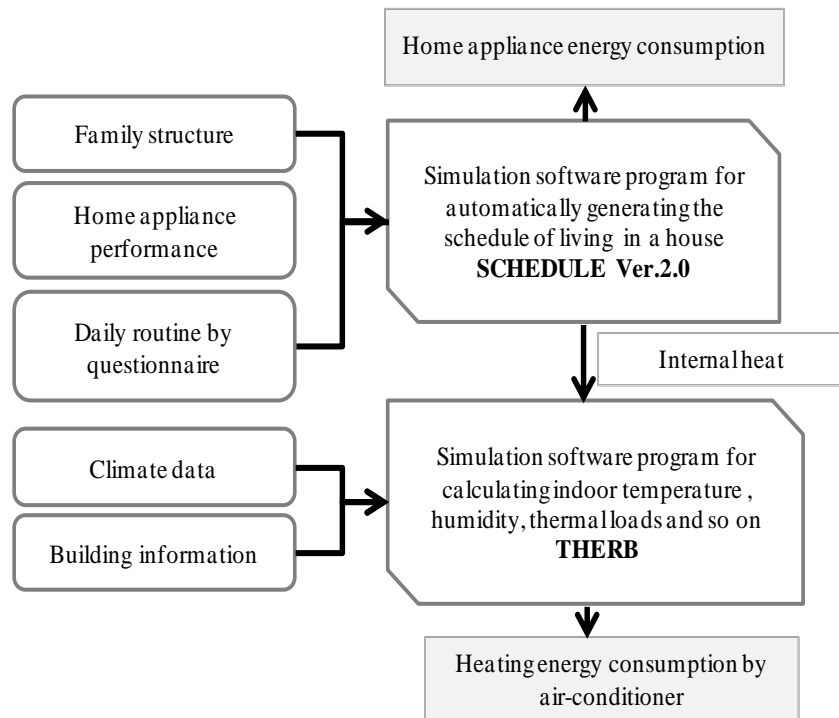 Home appliance energy consumption
Family structure
Home appliance
performance
Daily routine by
questionnaire
Simulation software program for
automatically generating the
schedule of living in a house
SCHEDULE Ver.2.0
Internal heat
Climate data
Building information
Simulation software program for
calculating indoor temperature ,
humidity, thermal loads and so on
THERB
Heating energy consumption by
air-conditioner